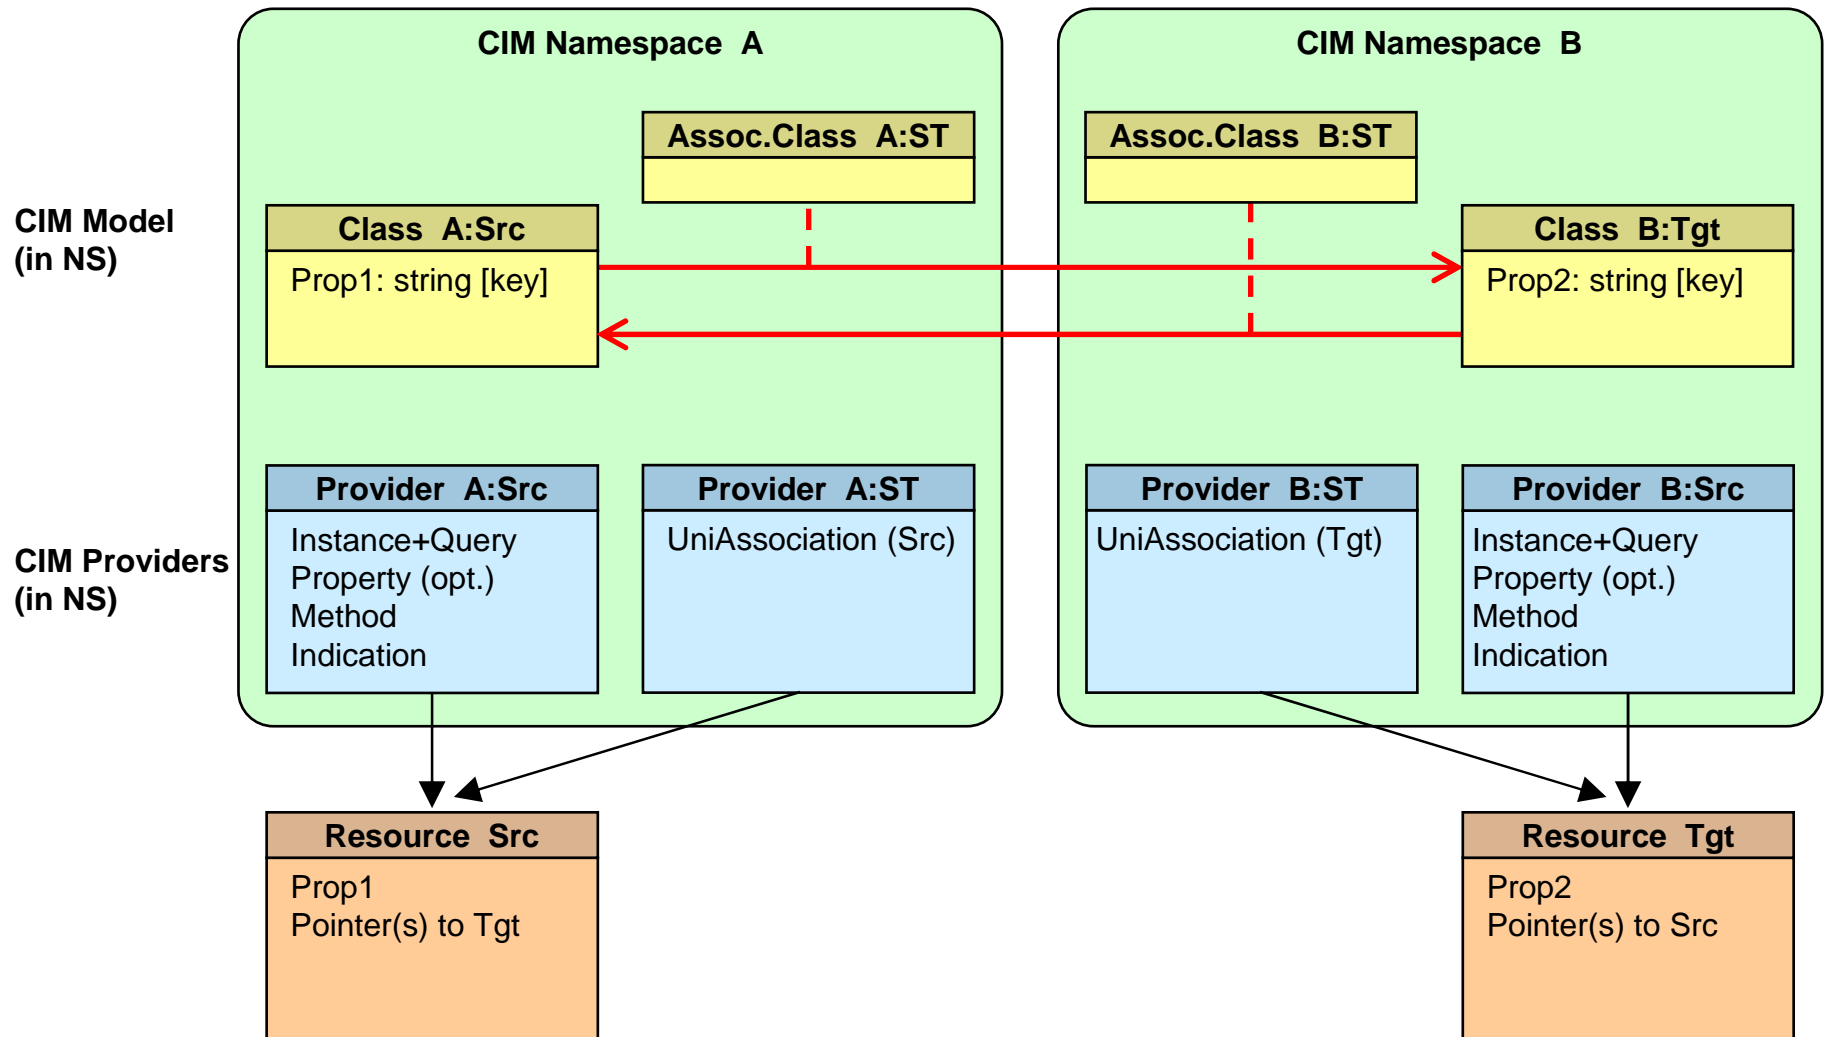 CIM Namespace A
CIM Namespace B
Assoc.Class A:ST
Assoc.Class B:ST
CIM Model
(in NS)
Class A:Src
Prop1: string [key]
Class B:Tgt
Prop2: string [key]
CIM Providers
(in NS)
Provider A:Src
Instance+Query
Property (opt.)
Method
Indication
Provider A:ST
UniAssociation (Src)
Provider B:ST
UniAssociation (Tgt)
Provider B:Src
Instance+Query
Property (opt.)
Method
Indication
Resource Src
Prop1
Pointer(s) to Tgt
Resource Tgt
Prop2
Pointer(s) to Src